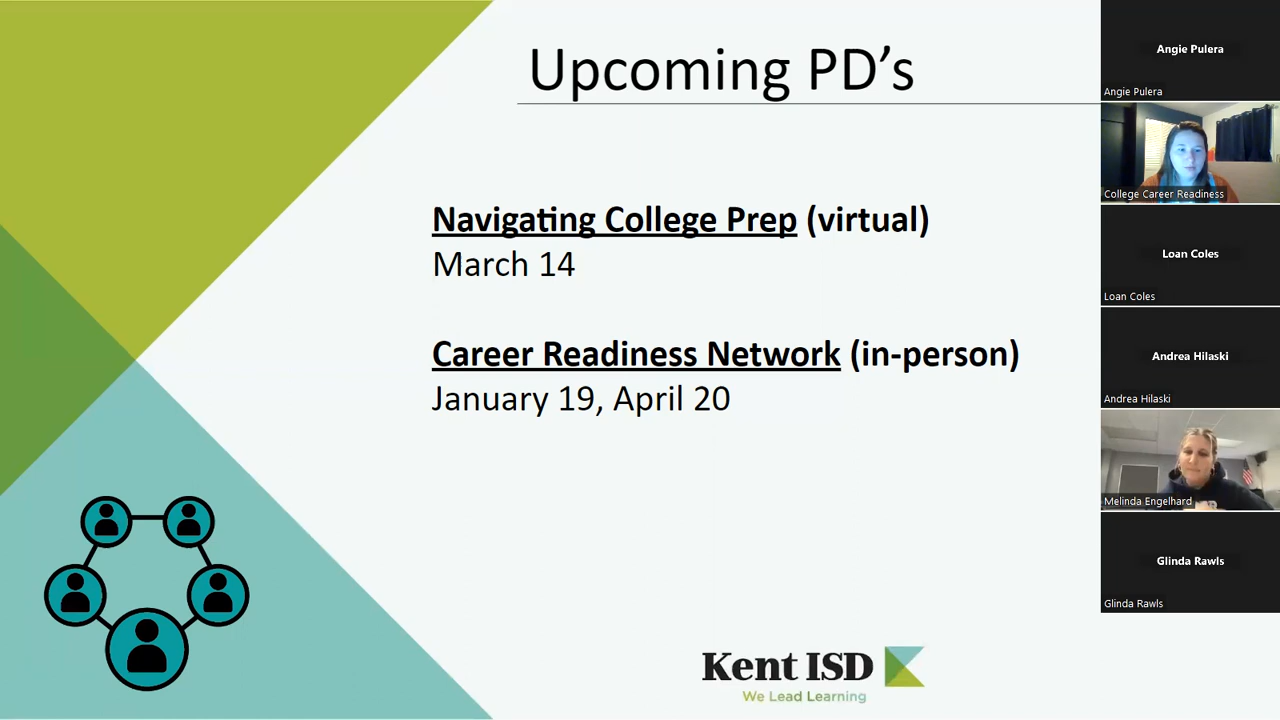 Upcoming PD’s
Navigating College Prep (virtual)
March 14
Career Readiness Network (in-person)
January 19, April 20
Kent ISD
We Lead Learning
Angie Pulera
Angie Pulera
College Career Readiness
Loan Coles
Loan Coles
Andrea Hilaski
Andrea Hilaski
Melinda Engelhard
Glinda Rawls
Glinda Rawls